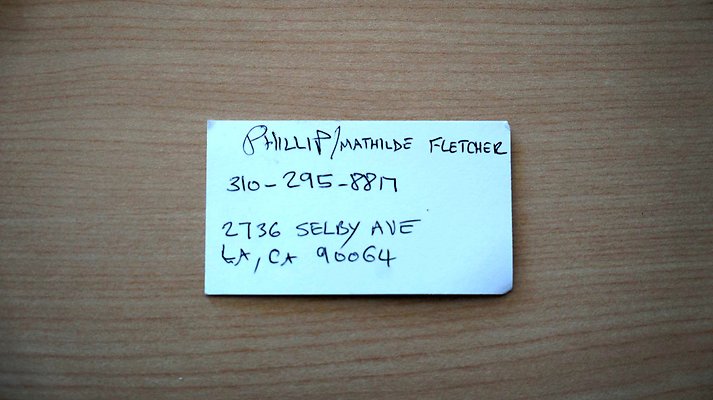 PHILLIP/MATHILDE FLETCHER
310-295-8817
2736 SELBY AVE
LA, CA 90064